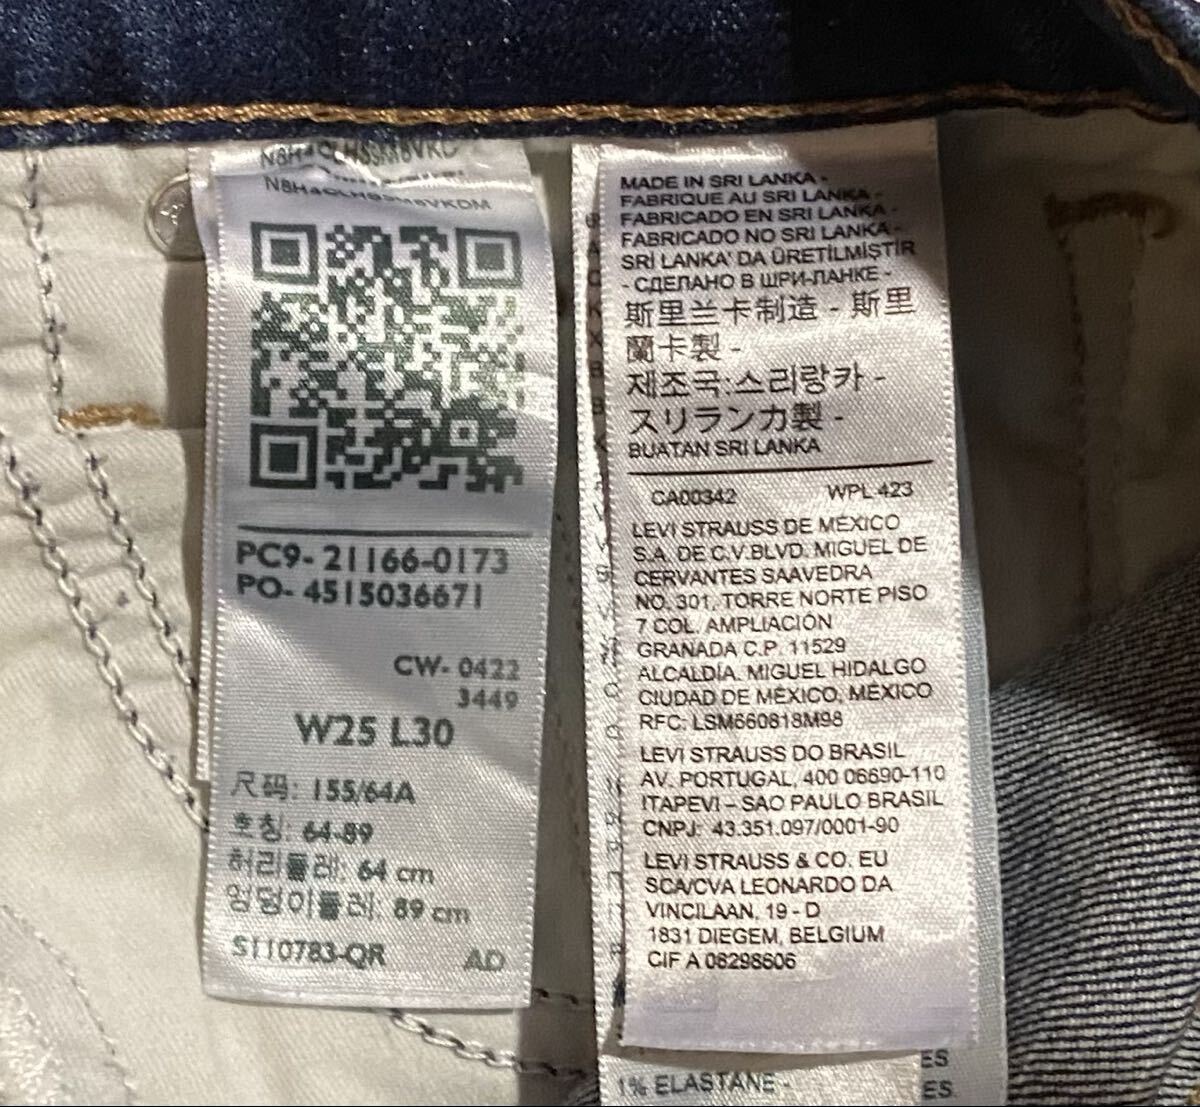 PC9- 21166-0173
PO- 4515036671
CW- 0422
3449
W25 L30
尺码: 155/64A
호칭: 64-89
허리둘레: 64 cm
엉덩이둘레: 89 cm
S110783-QR AD
MADE IN SRI LANKA -
FABRIQUE AU SRI LANKA -
FABRICADO EN SRI LANKA -
FABRICADO NO SRI LANKA -
SRİ LANKA' DA ÜRETİLMİŞTİR
- СДЕЛАНО В ШРИ-ЛАНКЕ -
斯里兰卡制造 - 斯里
蘭卡製 -
제조국:스리랑카 -
スリランカ製 -
BUATAN SRI LANKA
CA00342 WPL 423
LEVI STRAUSS DE MÉXICO
S.A. DE C.V.BLVD. MIGUEL DE
CERVANTES SAAVEDRA
NO. 301, TORRE NORTE PISO
7 COL. AMPLIACIÓN
GRANADA C.P. 11529
ALCALDÍA. MIGUEL HIDALGO
CIUDAD DE MÉXICO, MÉXICO
RFC: LSM660818M98
LEVI STRAUSS DO BRASIL
AV. PORTUGAL, 400 06690-110
ITAPEVI – SAO PAULO BRASIL
CNPJ: 43.351.097/0001-90
LEVI STRAUSS & CO. EU
SCA/CVA LEONARDO DA
VINCILAAN, 19 - D
1831 DIEGEM, BELGIUM
CIF A 08298606
1% ELASTANE -
ES
ES